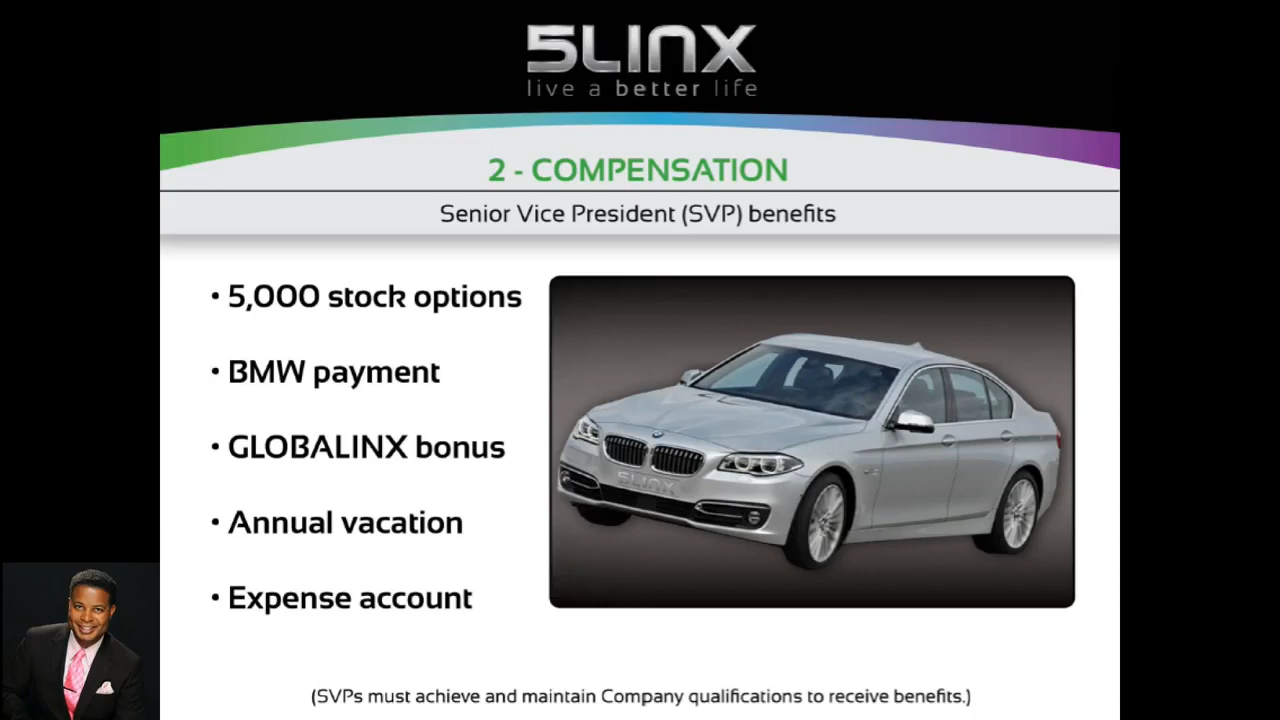 5LINX
live a better life
2 - COMPENSATION
Senior Vice President (SVP) benefits
• 5,000 stock options
• BMW payment
• GLOBALINX bonus
• Annual vacation
• Expense account
5LINX
(SVPs must achieve and maintain Company qualifications to receive benefits.)